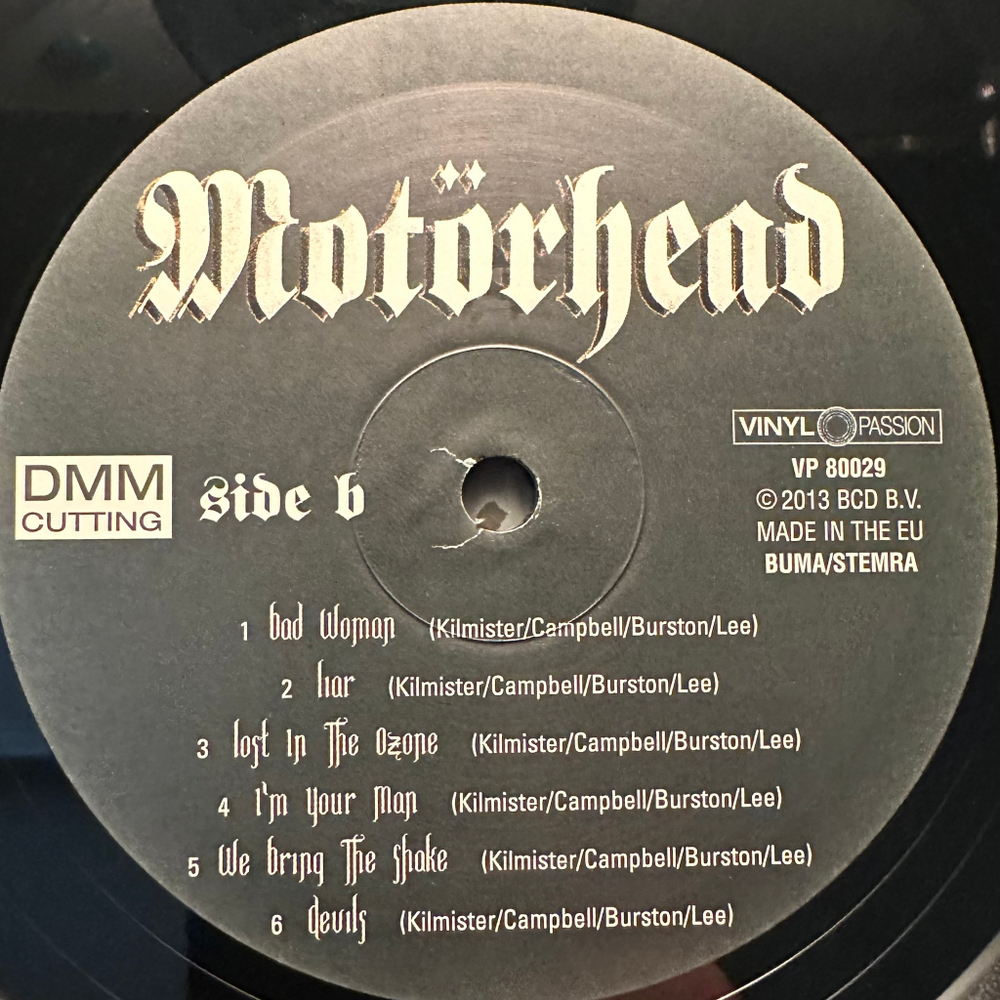 Motörhead
VINYL PASSION
VP 80029
© 2013 BCD B.V.
MADE IN THE EU
BUMA/STEMRA
DMM
CUTTING
side b
1 Bad Woman (Kilmister/Campbell/Burston/Lee)
2 Liar (Kilmister/Campbell/Burston/Lee)
3 Lost In The Ozone (Kilmister/Campbell/Burston/Lee)
4 I'm Your Man (Kilmister/Campbell/Burston/Lee)
5 We Bring The Shake (Kilmister/Campbell/Burston/Lee)
6 Devils (Kilmister/Campbell/Burston/Lee)